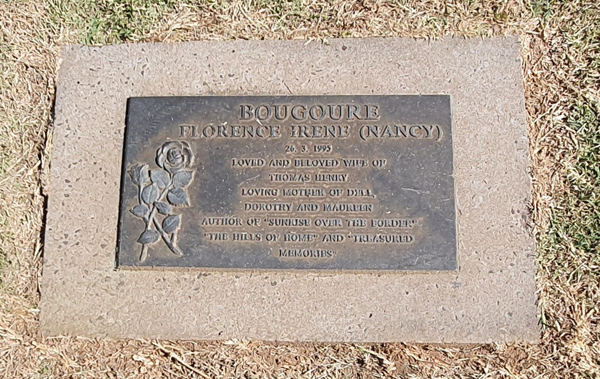 BOUGOURE
FLORENCE IRENE (NANCY)
26. 3. 1995
LOVED AND BELOVED WIFE OF
THOMAS HENRY
LOVING MOTHER OF DELL,
DOROTHY AND MAUREEN
AUTHOR OF "SUNRISE OVER THE BORDER"
"THE HILLS OF HOME" AND "TREASURED
MEMORIES"